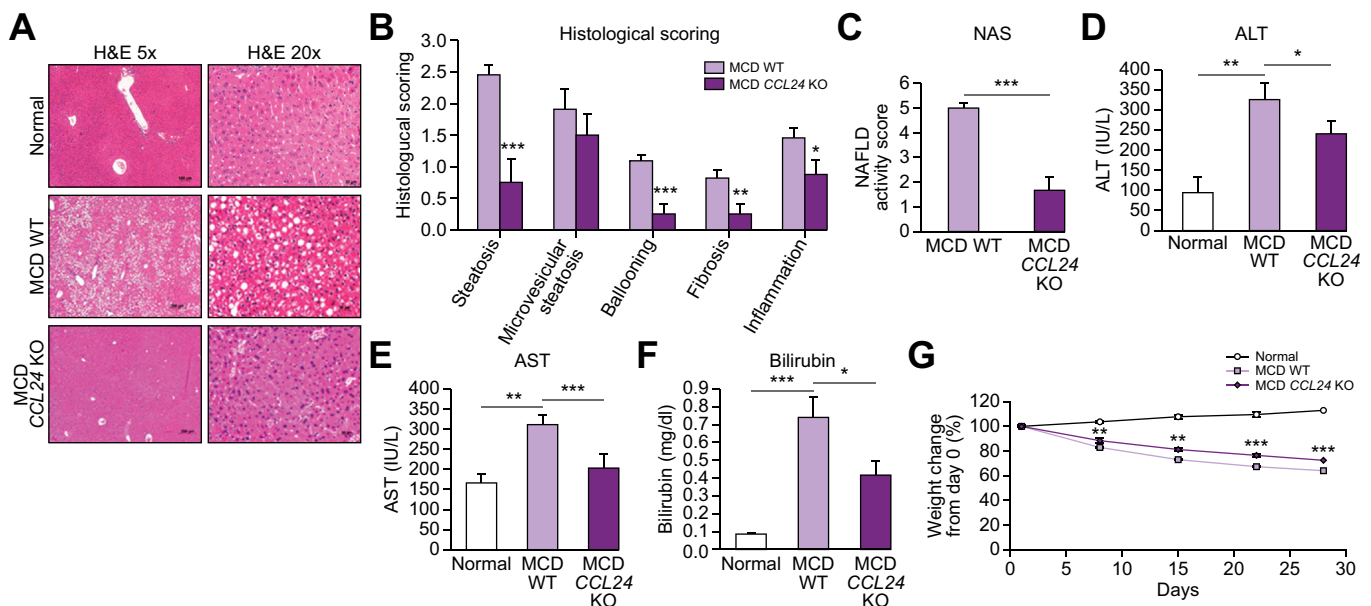 A
H&E 5x
H&E 20x
Normal
MCD WT
MCD
CCL24 KO
B
Histological scoring
MCD WT
MCD CCL24 KO
Histologucal scoring
3.0
2.5
2.0
1.5
1.0
0.5
0.0
***
***
**
*
Steatosis
Microvesicular
steatosis
Ballooning
Fibrosis
Inflammation
C
NAS
NAFLD
activity score
6
5
4
3
2
1
0
***
MCD WT
MCD
CCL24
KO
D
ALT
ALT (IU/L)
400
350
300
250
200
150
100
50
0
**
*
Normal
MCD
WT
MCD
CCL24
KO
E
AST
AST (IU/L)
400
350
300
250
200
150
100
50
0
**
***
Normal
MCD
WT
MCD
CCL24
KO
F
Bilirubin
Bilirubin (mg/dl)
0.9
0.8
0.7
0.6
0.5
0.4
0.3
0.2
0.1
0.0
***
*
Normal
MCD
WT
MCD
CCL24
KO
G
Normal
MCD WT
MCD CCL24 KO
Weight change
from day 0 (%)
120
100
80
60
40
20
0
**
**
***
***
0
5
10
15
20
25
30
Days